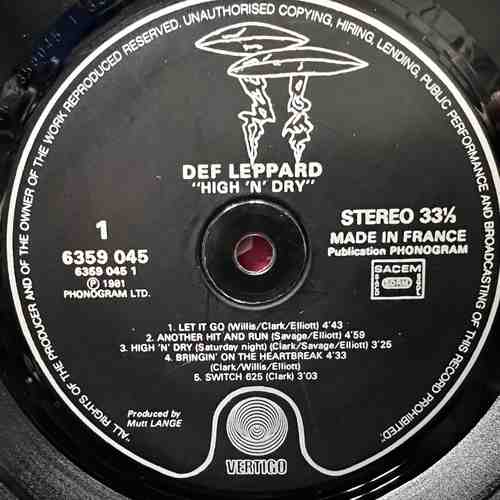 "ALL RIGHTS OF THE PRODUCER AND OF THE OWNER OF THE WORK REPRODUCED RESERVED. UNAUTHORISED COPYING, HIRING, LENDING, PUBLIC PERFORMANCE AND BROADCASTING OF THIS RECORD PROHIBITED."
DEF LEPPARD
"HIGH 'N' DRY"
1
6359 045
6359 045 1
Ⓟ 1981
PHONOGRAM LTD.
STEREO 33⅓
MADE IN FRANCE
Publication PHONOGRAM
SACEM
1. LET IT GO (Willis/Clark/Elliott) 4'43
2. ANOTHER HIT AND RUN (Savage/Elliott) 4'59
3. HIGH 'N' DRY (Saturday night) (Clark/Savage/Elliott) 3'25
4. BRINGIN' ON THE HEARTBREAK 4'33
(Clark/Willis/Elliott)
5. SWITCH 625 (Clark) 3'03
Produced by
Mutt LANGE
VERTIGO